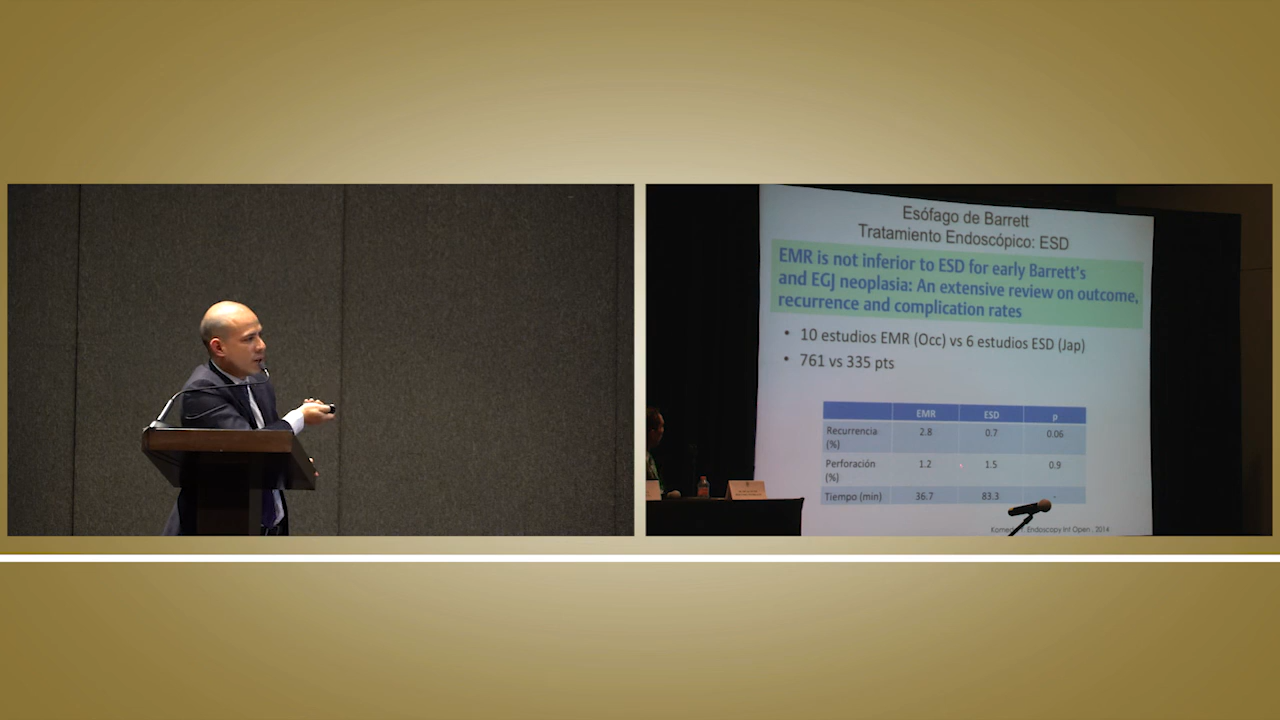 Esófago de Barrett
Tratamiento Endoscópico: ESD
EMR is not inferior to ESD for early Barrett's
and EGJ neoplasia: An extensive review on outcome,
recurrence and complication rates
• 10 estudios EMR (Occ) vs 6 estudios ESD (Jap)
• 761 vs 335 pts
EMR ESD p
Recurrencia (%) 2.8 0.7 0.06
Perforación (%) 1.2 1.5 0.9
Tiempo (min) 36.7 83.3 -
Endoscopy Int Open , 2014